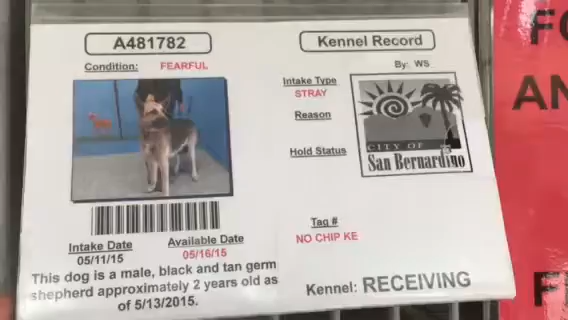 A481782
Condition: FEARFUL
Intake Date
05/11/15
Available Date
05/16/15
This dog is a male, black and tan germ
shepherd approximately 2 years old as
of 5/13/2015.
Kennel Record
By: WS
Intake Type
STRAY
Reason
Hold Status
CITY OF
San Bernardino
Tag #
NO CHIP KE
Kennel: RECEIVING
FO
AN
F